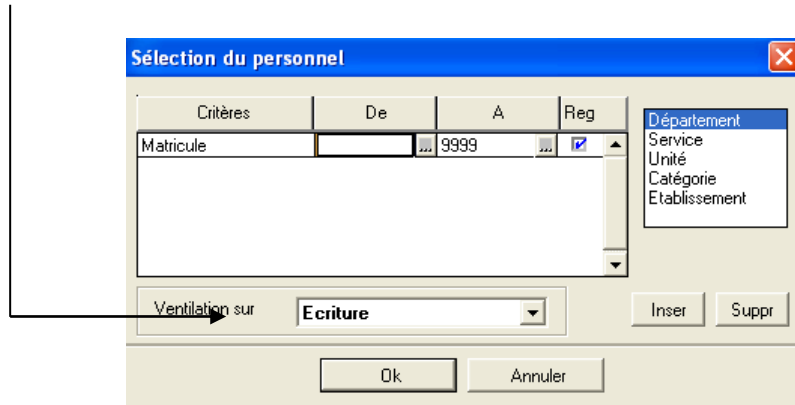 Sélection du personnel
Critères De A Reg
Matricule ... 9999 ...
Département
Service
Unité
Catégorie
Etablissement
Ventilation sur Ecriture
Inser Suppr
Ok Annuler